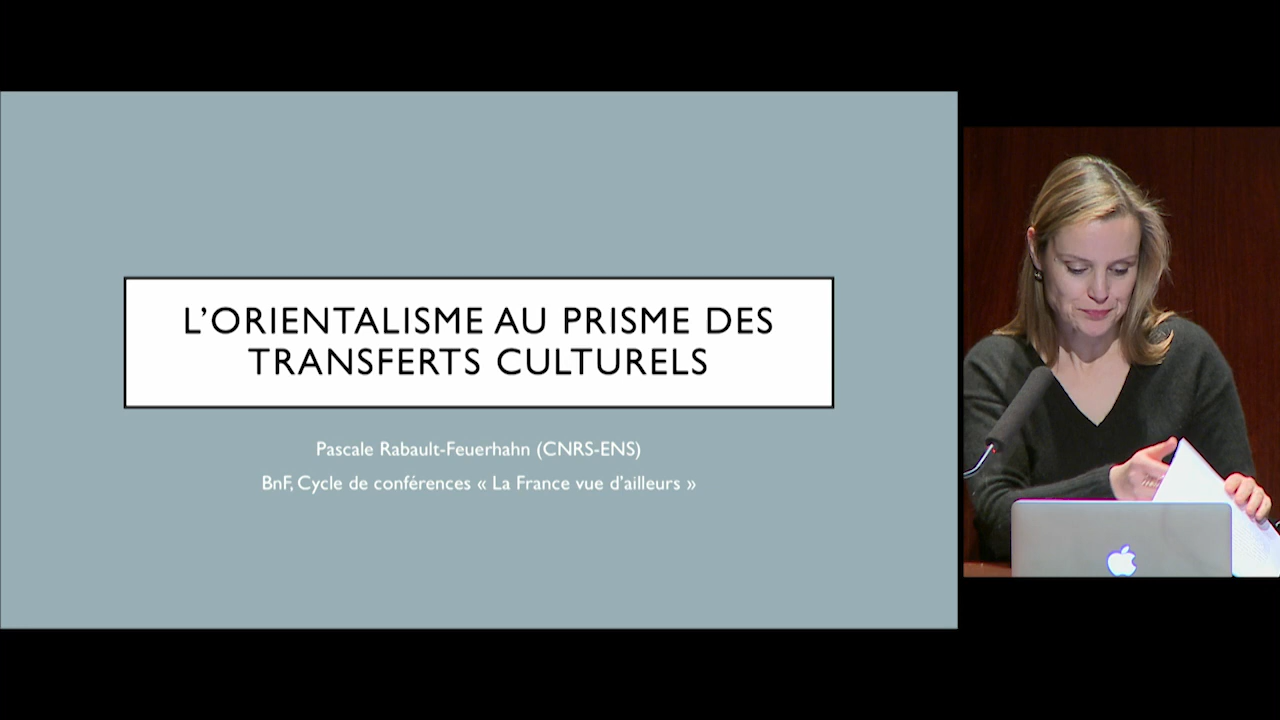 L'ORIENTALISME AU PRISME DES
TRANSFERTS CULTURELS
Pascale Rabault-Feuerhahn (CNRS-ENS)
BnF, Cycle de conférences « La France vue d'ailleurs »